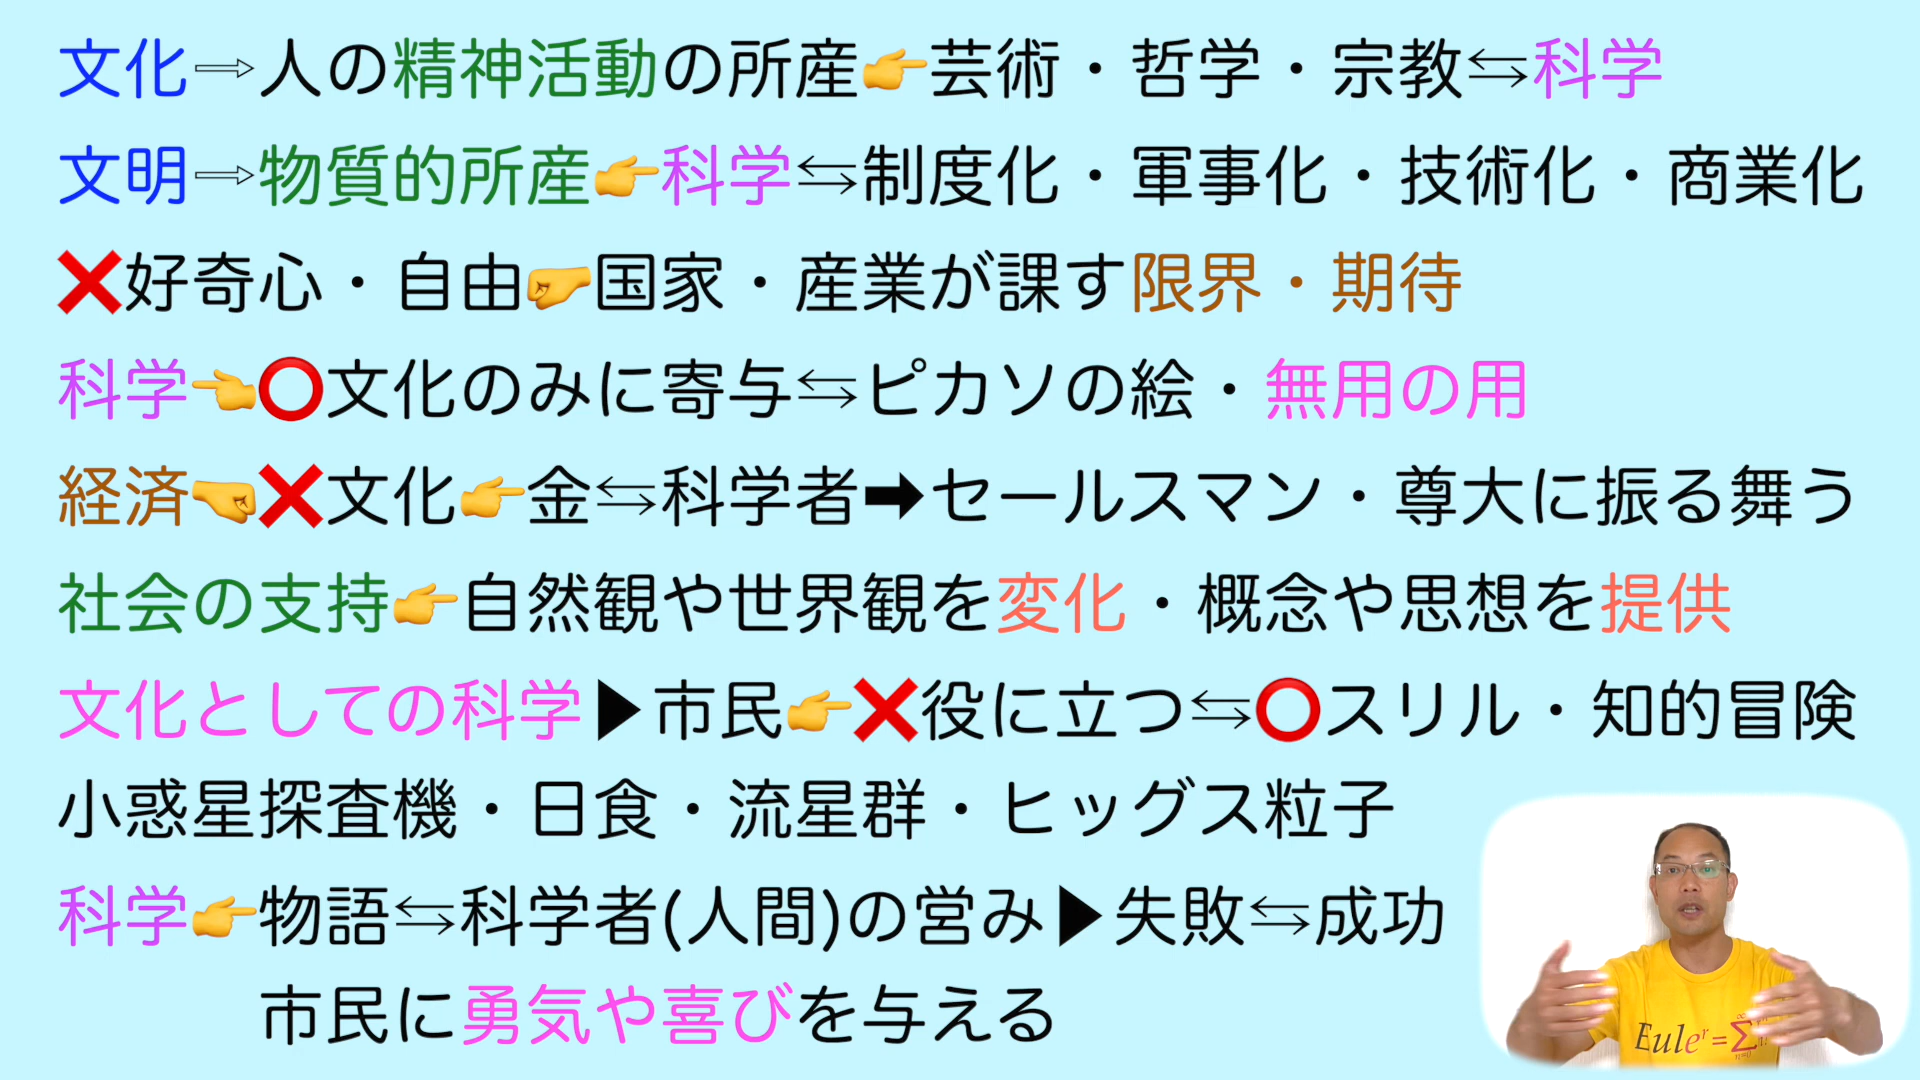 文化⇨人の精神活動の所産👉芸術・哲学・宗教⇆科学
文明⇨物質的所産👉科学⇆制度化・軍事化・技術化・商業化
❌好奇心・自由🤛国家・産業が課す限界・期待
科学👈⭕文化のみに寄与⇆ピカソの絵・無用の用
経済🤜❌文化👉金⇆科学者➡セールスマン・尊大に振る舞う
社会の支持👉自然観や世界観を変化・概念や思想を提供
文化としての科学▶市民👉❌役に立つ⇆⭕スリル・知的冒険
小惑星探査機・日食・流星群・ヒッグス粒子
科学👉物語⇆科学者(人間)の営み▶失敗⇆成功
市民に勇気や喜びを与える
Euler=Σ